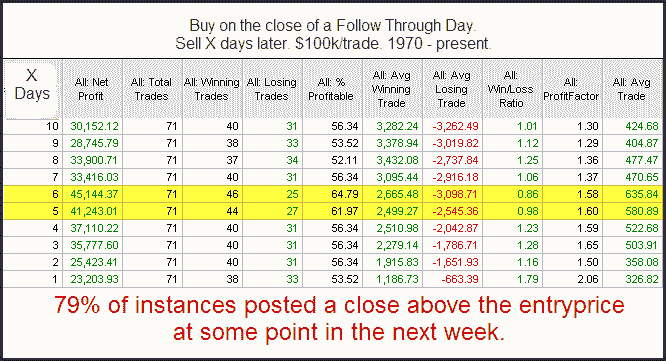 Buy on the close of a Follow Through Day.
Sell X days later. $100k/trade. 1970 - present.
X Days All: Net Profit All: Total Trades All: Winning Trades All: Losing Trades All: % Profitable All: Avg Winning Trade All: Avg Losing Trade All: Win/Loss Ratio All: ProfitFactor All: Avg Trade
10 30,152.12 71 40 31 56.34 3,282.24 -3,262.49 1.01 1.30 424.68
9 28,745.79 71 38 33 53.52 3,378.94 -3,019.82 1.12 1.29 404.87
8 33,900.71 71 37 34 52.11 3,432.08 -2,737.84 1.25 1.36 477.47
7 33,416.03 71 40 31 56.34 3,095.44 -2,916.18 1.06 1.37 470.65
6 45,144.37 71 46 25 64.79 2,665.48 -3,098.71 0.86 1.58 635.84
5 41,243.01 71 44 27 61.97 2,499.27 -2,545.36 0.98 1.60 580.89
4 37,110.22 71 40 31 56.34 2,510.98 -2,042.87 1.23 1.59 522.68
3 35,777.60 71 40 31 56.34 2,279.14 -1,786.71 1.28 1.65 503.91
2 25,423.41 71 40 31 56.34 1,915.83 -1,651.93 1.16 1.50 358.08
1 23,203.93 71 38 33 53.52 1,186.73 -663.39 1.79 2.06 326.82
79% of instances posted a close above the entryprice
at some point in the next week.